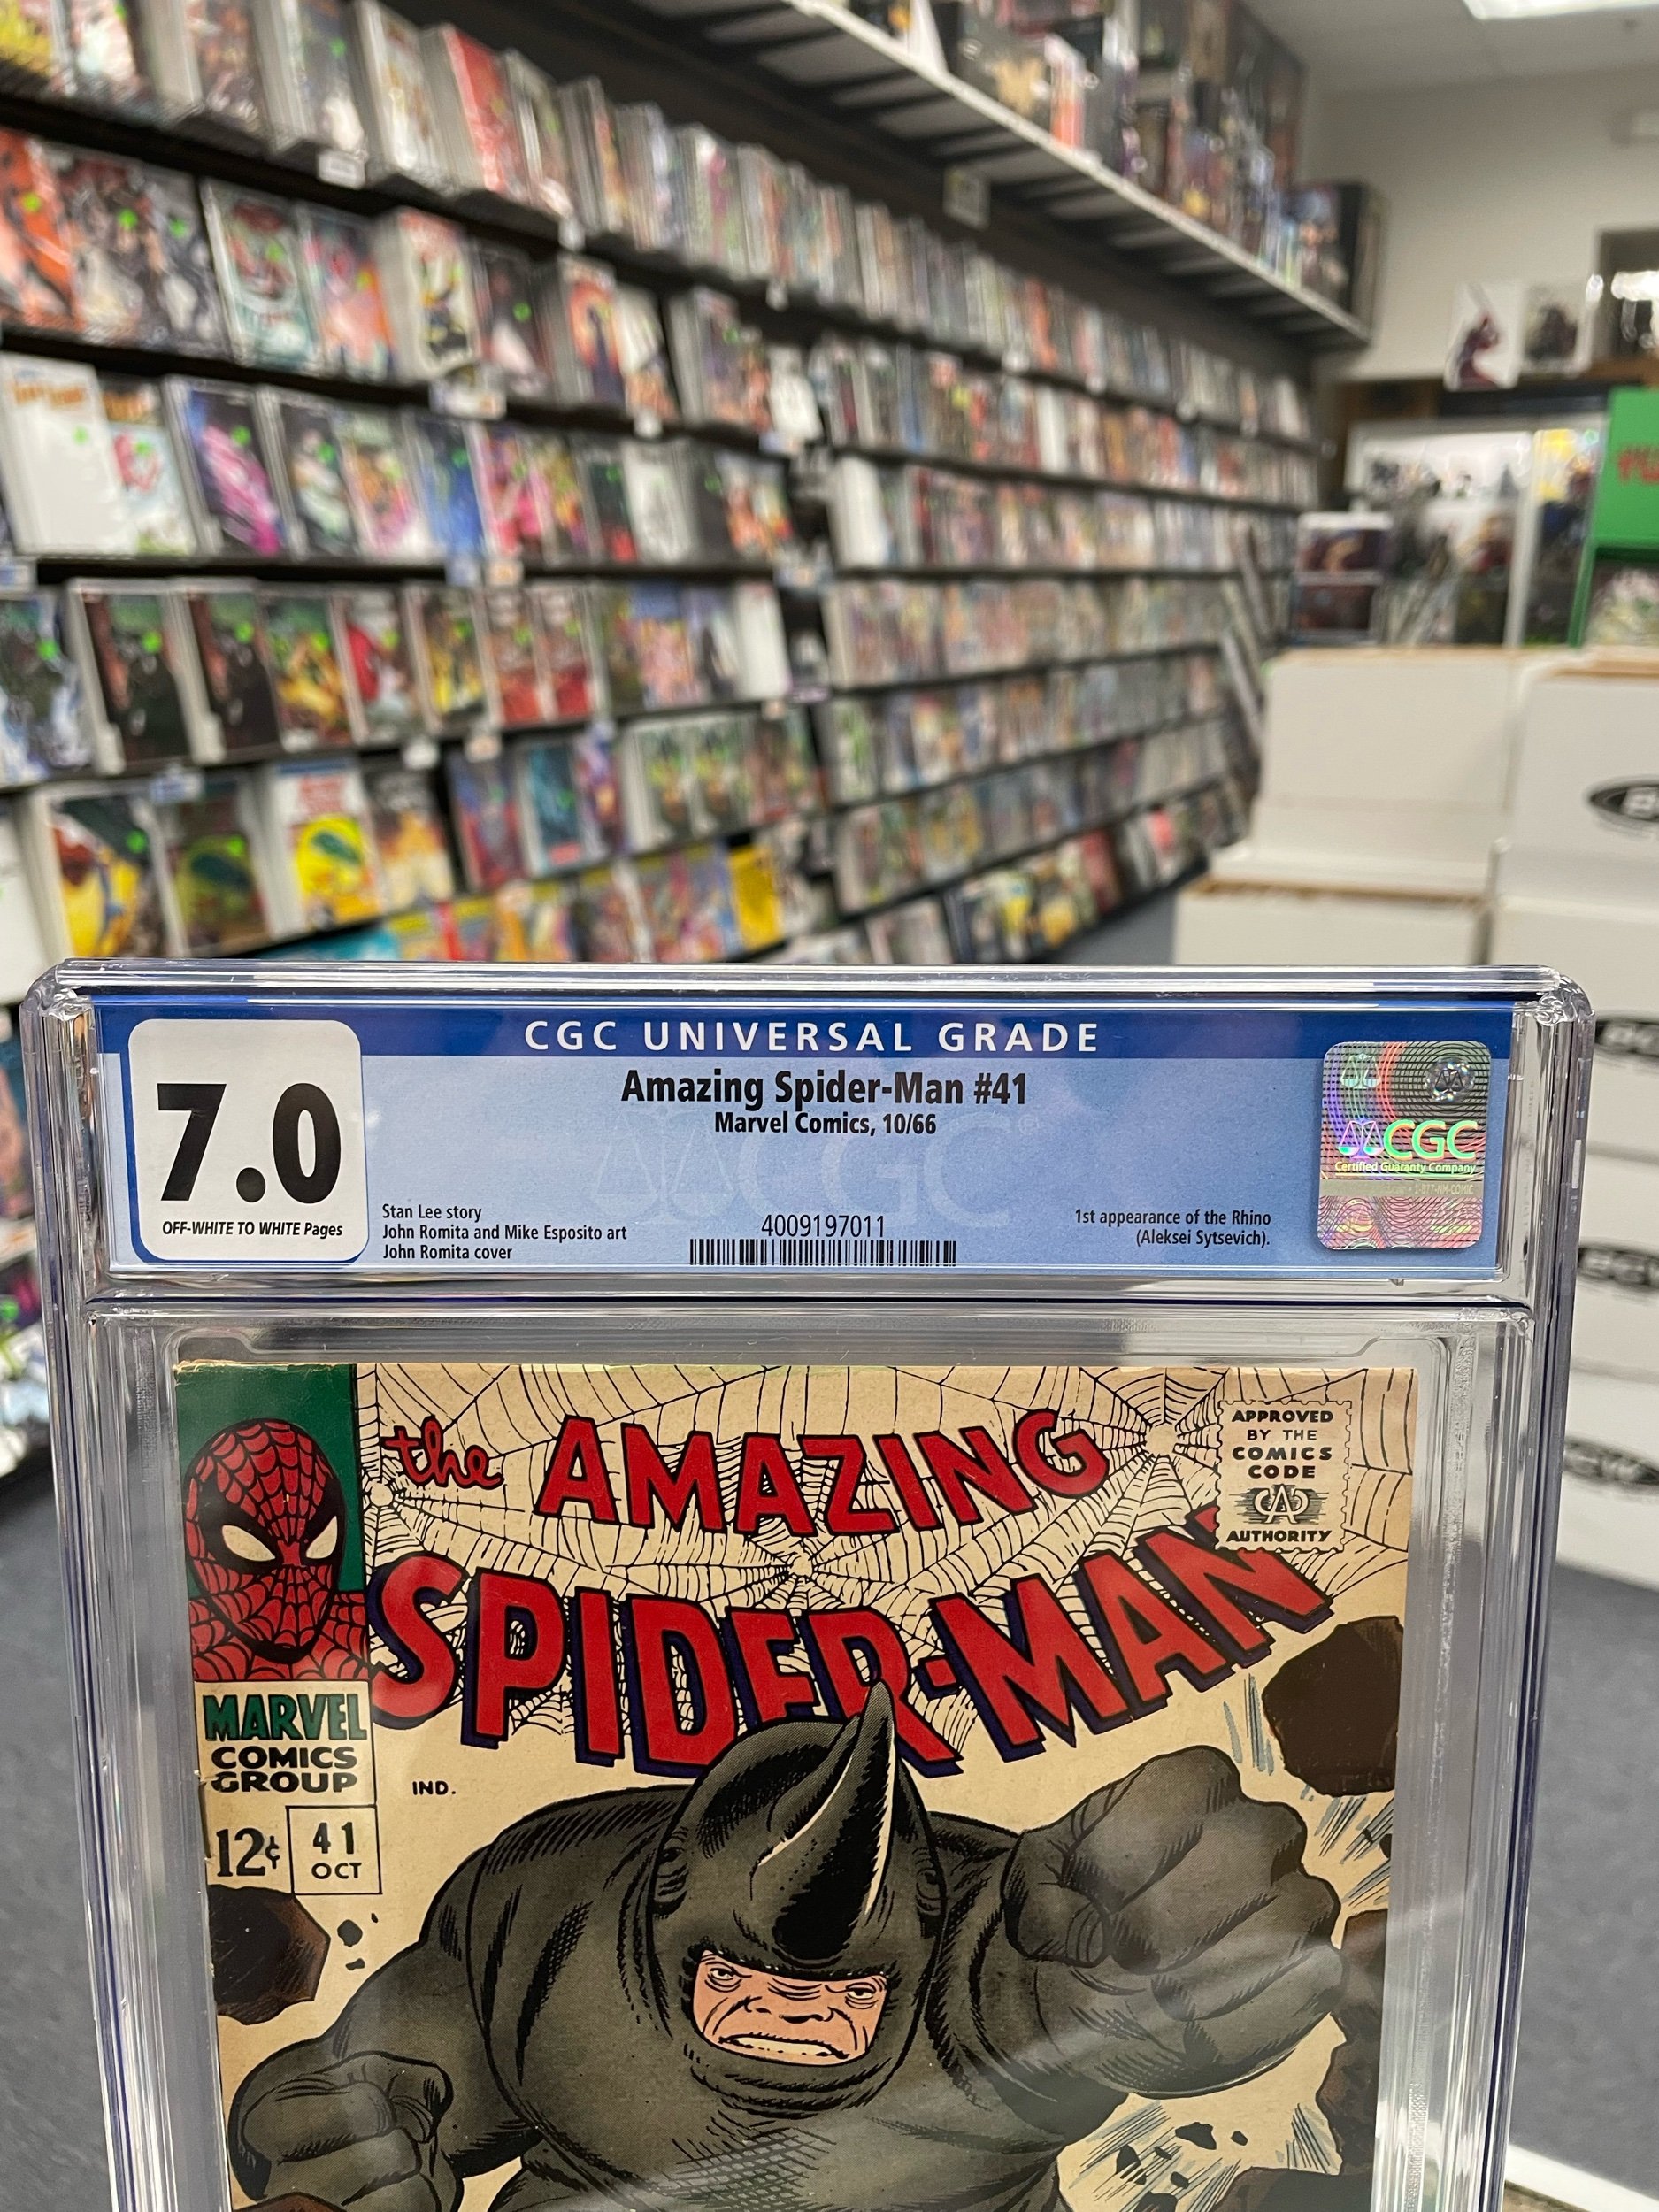 CGC UNIVERSAL GRADE
7.0
OFF-WHITE TO WHITE Pages
Amazing Spider-Man #41
Marvel Comics, 10/66
Stan Lee story
John Romita and Mike Esposito art
John Romita cover
4009197011
1st appearance of the Rhino
(Aleksei Sytsevich).
CGC
Certified Guaranty Company
the AMAZING
SPIDER-MAN
APPROVED
BY THE
COMICS
CODE
CA
AUTHORITY
MARVEL
COMICS
GROUP
IND.
12¢
41
OCT